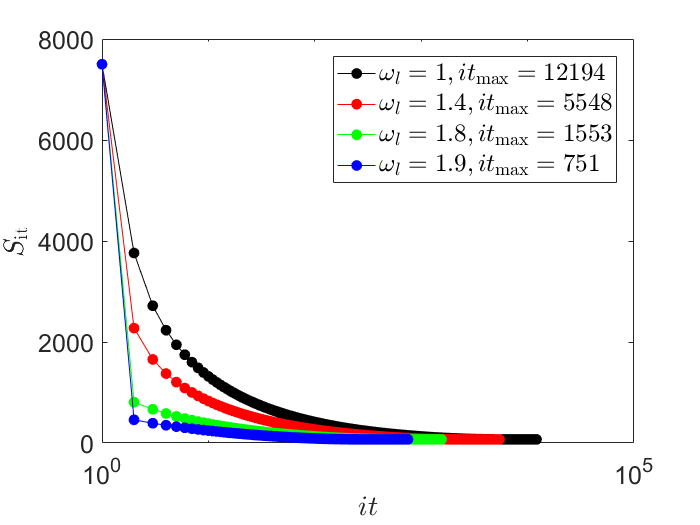 8000
6000
4000
2000
0
S_it
10^0
10^5
it
ω_l = 1, it_max = 12194
ω_l = 1.4, it_max = 5548
ω_l = 1.8, it_max = 1553
ω_l = 1.9, it_max = 751